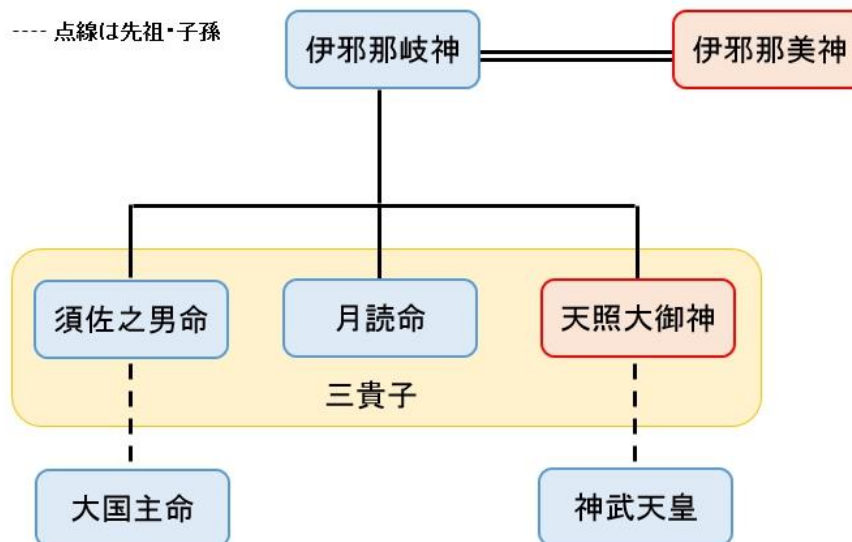 ---- 点線は先祖・子孫
伊邪那岐神
伊邪那美神
須佐之男命
月読命
天照大御神
三貴子
大国主命
神武天皇